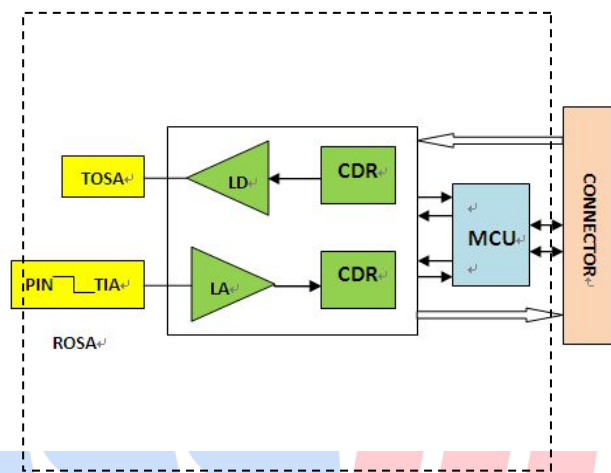 TOSA
LD
CDR
PIN TIA
LA
CDR
ROSA
MCU
CONNECTOR